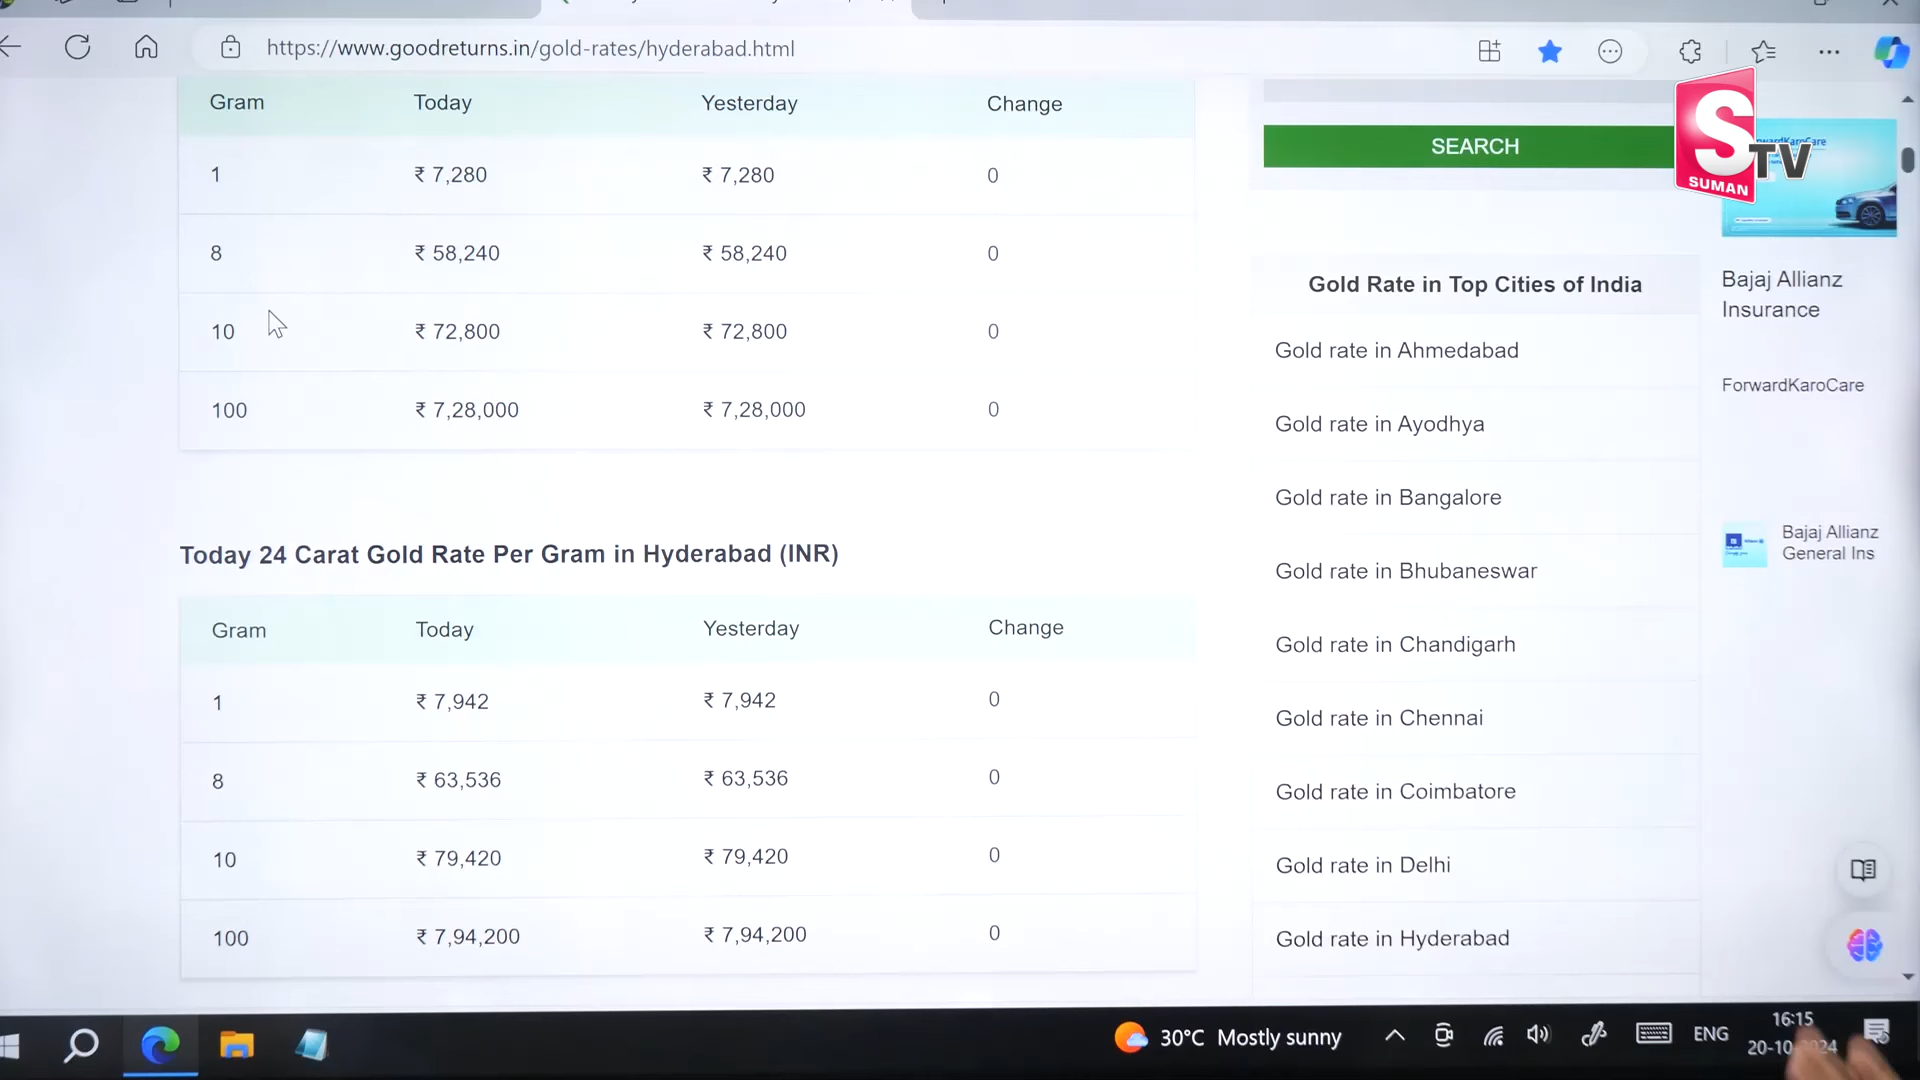 https://www.goodreturns.in/gold-rates/hyderabad.html
Gram Today Yesterday Change
1 ₹ 7,280 ₹ 7,280 0
8 ₹ 58,240 ₹ 58,240 0
10 ₹ 72,800 ₹ 72,800 0
100 ₹ 7,28,000 ₹ 7,28,000 0
Today 24 Carat Gold Rate Per Gram in Hyderabad (INR)
Gram Today Yesterday Change
1 ₹ 7,942 ₹ 7,942 0
8 ₹ 63,536 ₹ 63,536 0
10 ₹ 79,420 ₹ 79,420 0
100 ₹ 7,94,200 ₹ 7,94,200 0
SEARCH
Gold Rate in Top Cities of India
Gold rate in Ahmedabad
Gold rate in Ayodhya
Gold rate in Bangalore
Gold rate in Bhubaneswar
Gold rate in Chandigarh
Gold rate in Chennai
Gold rate in Coimbatore
Gold rate in Delhi
Gold rate in Hyderabad
S TV
SUMAN
Bajaj Allianz
Insurance
ForwardKaroCare
Bajaj Allianz
General Ins
30°C Mostly sunny
ENG
16:15